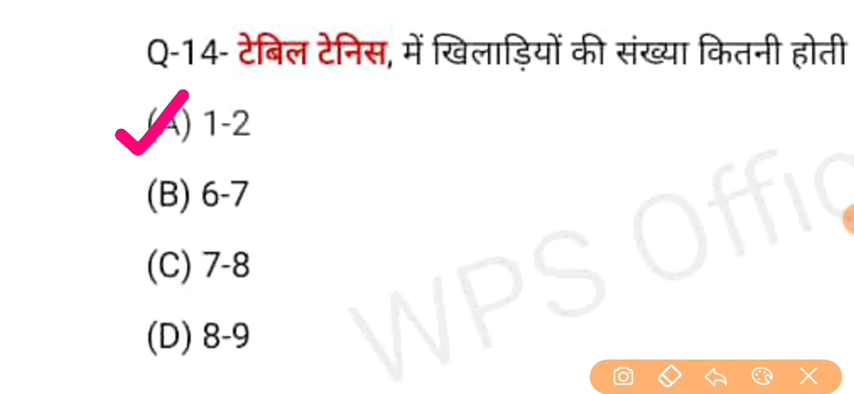 Q-14- टेबिल टेनिस, में खिलाड़ियों की संख्या कितनी होती
(A) 1-2
(B) 6-7
(C) 7-8
(D) 8-9
WPS Offic